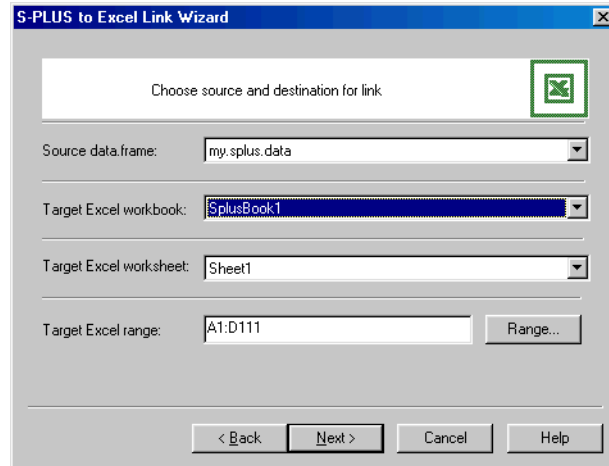 S-PLUS to Excel Link Wizard
Choose source and destination for link
Source data.frame: my.splus.data
Target Excel workbook: SplusBook1
Target Excel worksheet: Sheet1
Target Excel range: A1:D111 Range...
< Back Next > Cancel Help